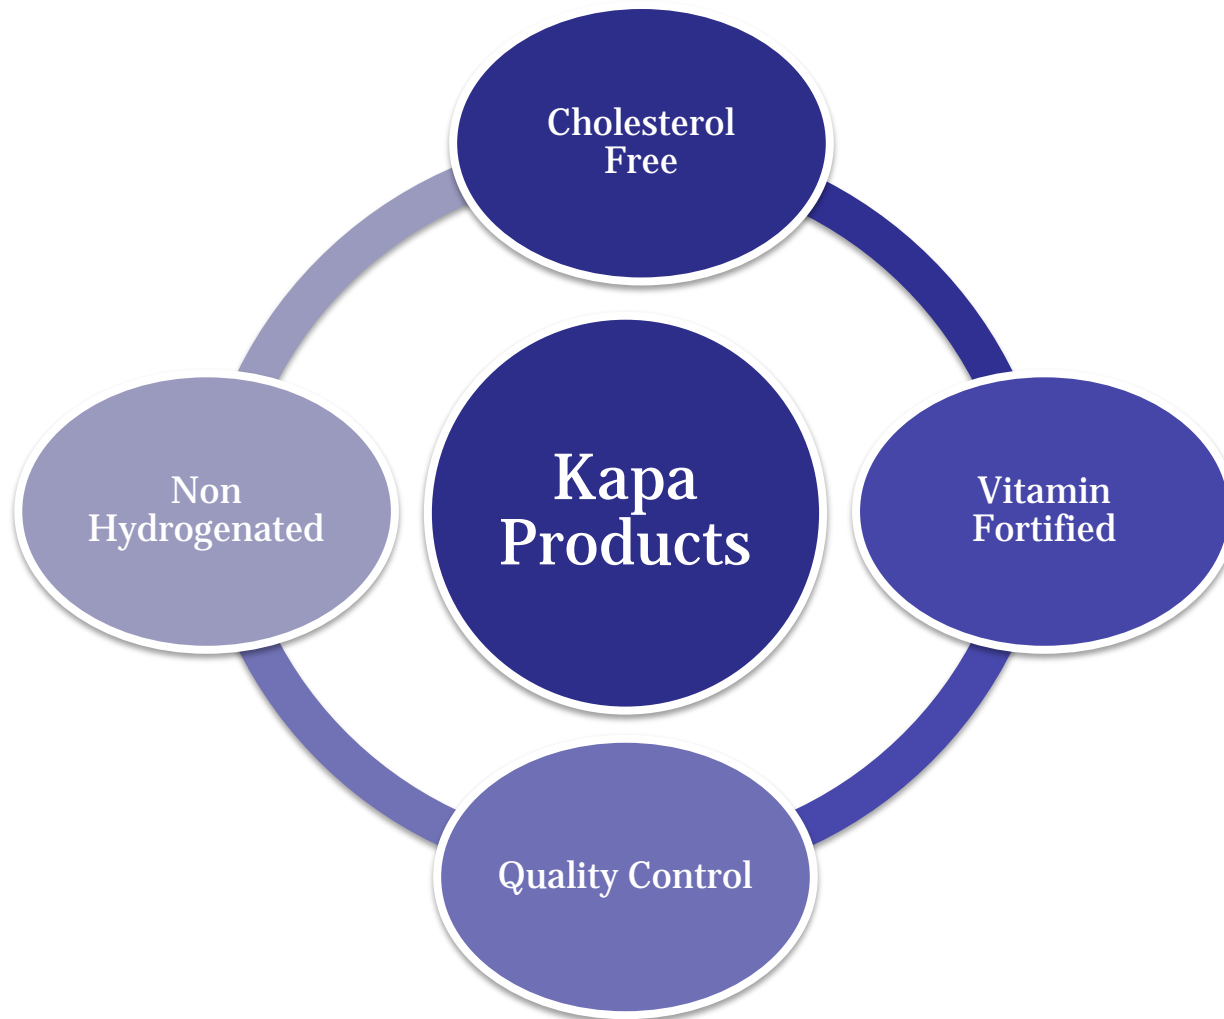 Cholesterol
Free
Non
Hydrogenated
Kapa
Products
Vitamin
Fortified
Quality Control